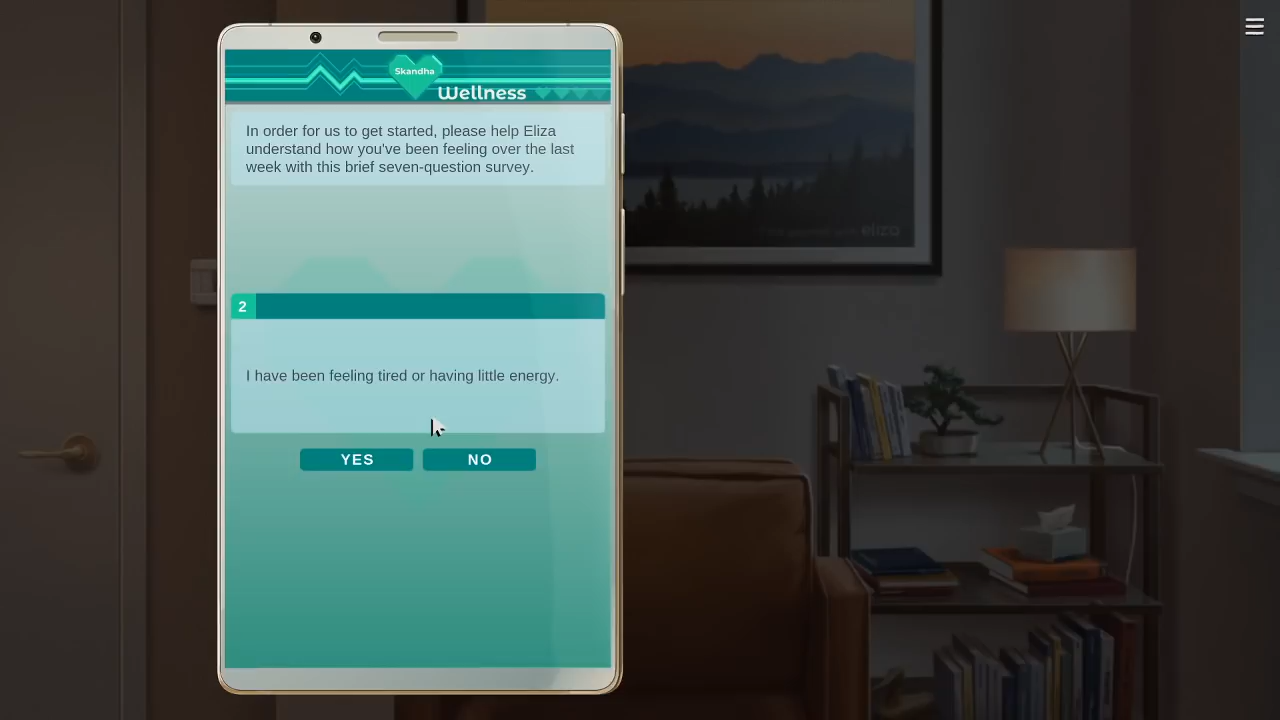 Skandha
Wellness
In order for us to get started, please help Eliza
understand how you've been feeling over the last
week with this brief seven-question survey.
2
I have been feeling tired or having little energy.
YES
NO
eliza